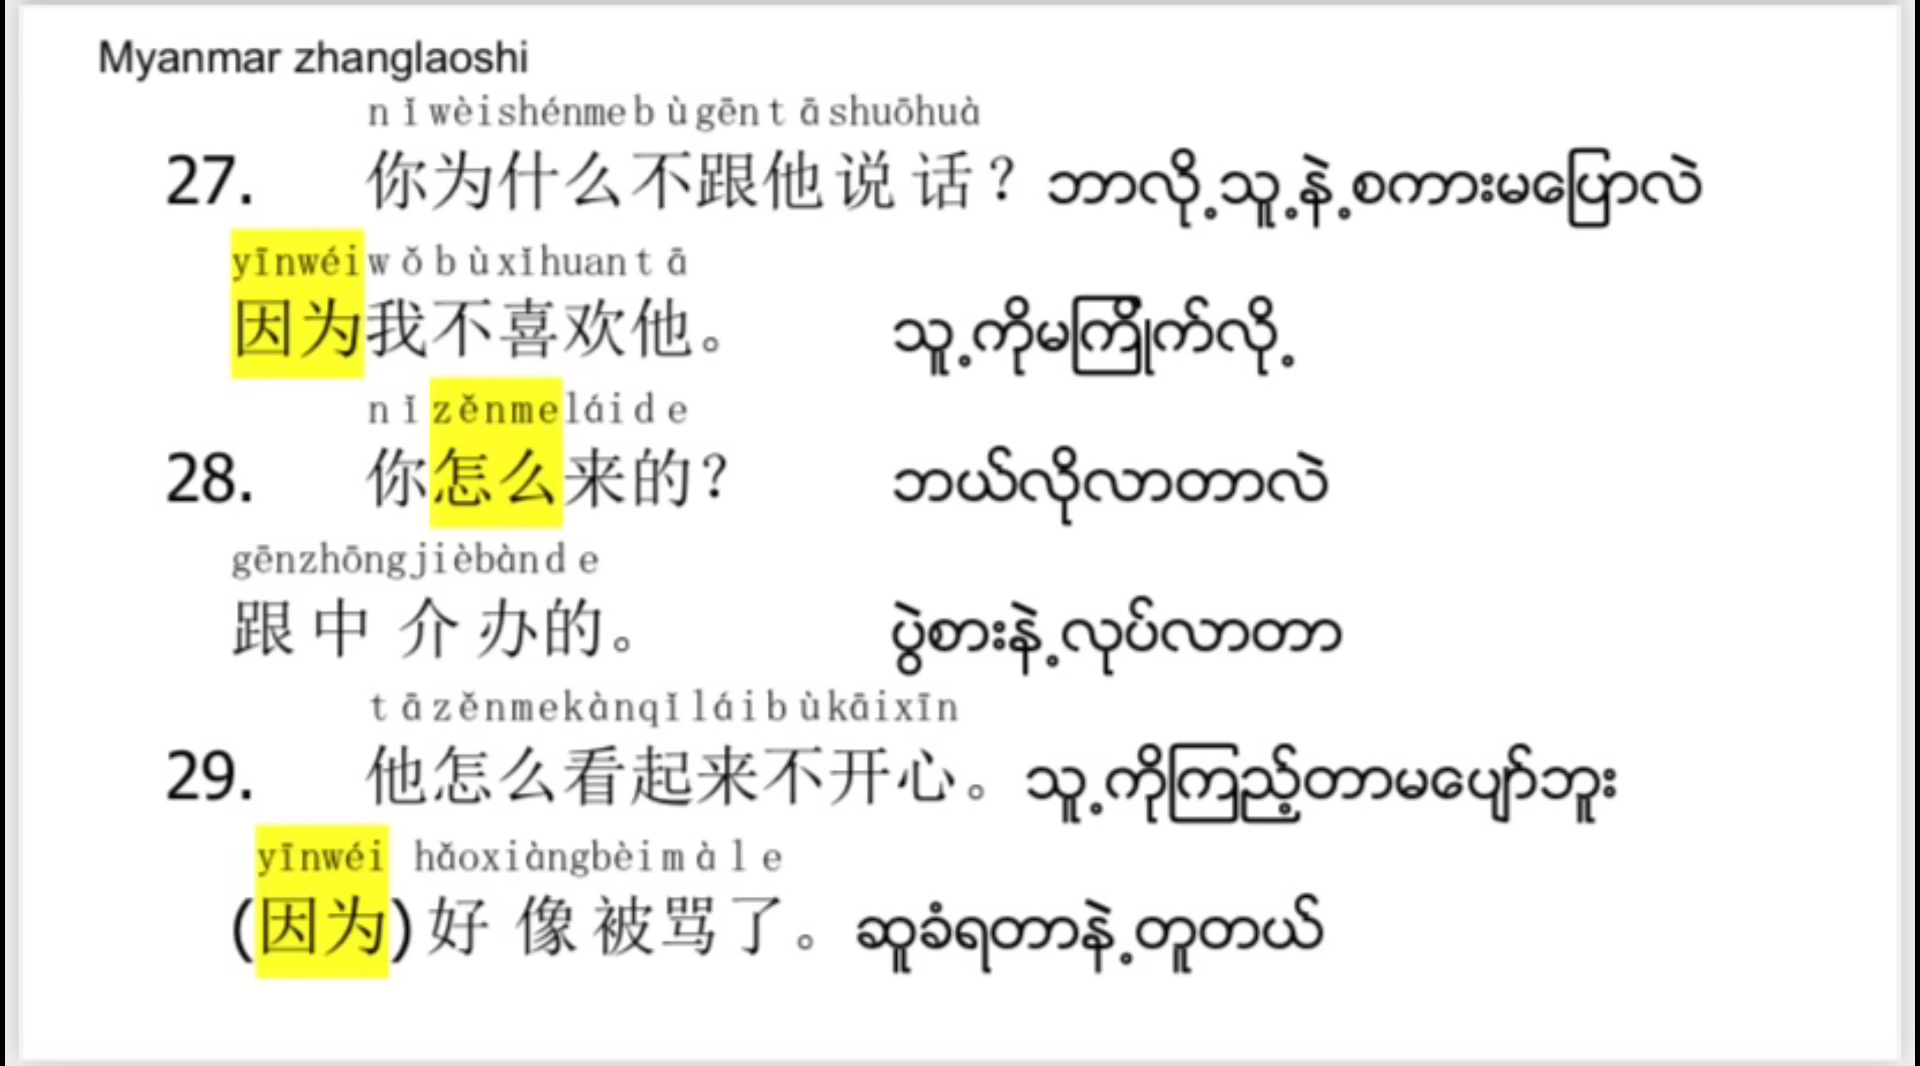 Myanmar zhanglaoshi
nǐ wèishénme bù gēn tā shuōhuà
27. 你为什么不跟他说话？ ဘာလို့သူ့နဲ့စကားမပြောလဲ
yīnwéi wǒ bù xǐhuan tā
因为我不喜欢他。 သူ့ကိုမကြိုက်လို့
nǐ zěnme lái de
28. 你怎么来的？ ဘယ်လိုလာတာလဲ
gēn zhōngjiè bàn de
跟中介办的。 ပွဲစားနဲ့လုပ်လာတာ
tā zěnme kànqǐlái bù kāixīn
29. 他怎么看起来不开心。 သူ့ကိုကြည့်တာမပျော်ဘူး
yīnwéi hǎoxiàng bèi mà le
(因为)好像被骂了。 ဆူခံရတာနဲ့တူတယ်